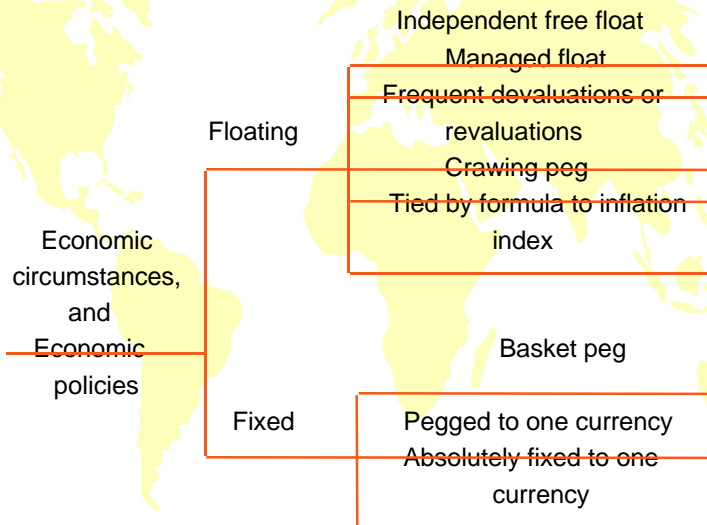 Independent free float
Managed float
Frequent devaluations or
revaluations
Floating
Crawing peg
Tied by formula to inflation
index
Economic
circumstances,
and
Economic
policies
Basket peg
Fixed
Pegged to one currency
Absolutely fixed to one
currency